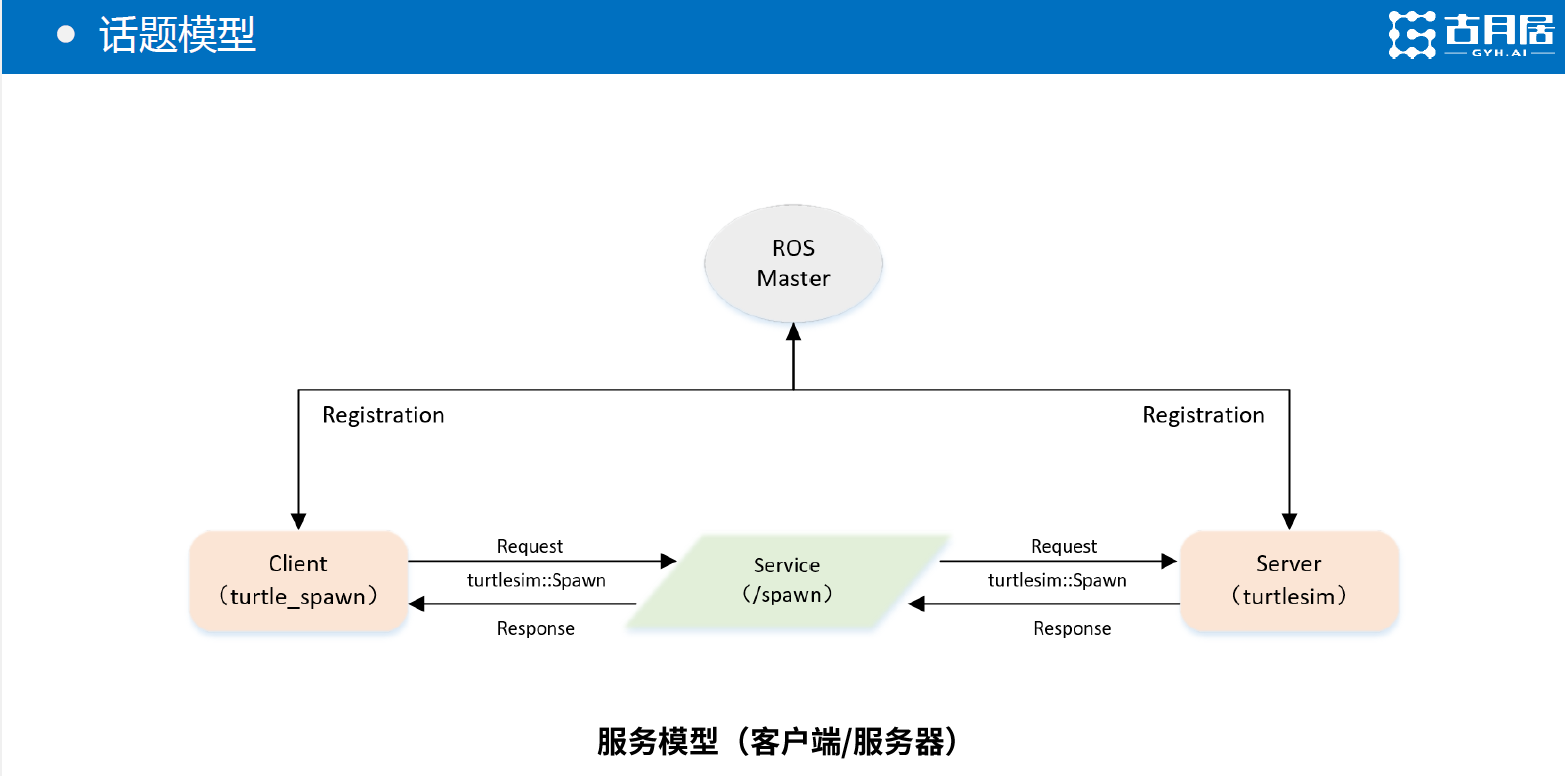 话题模型
古月居
GYH.AI
ROS
Master
Registration
Registration
Client
（turtle_spawn）
Request
turtlesim::Spawn
Response
Service
（/spawn）
Request
turtlesim::Spawn
Response
Server
（turtlesim）
服务模型（客户端/服务器）